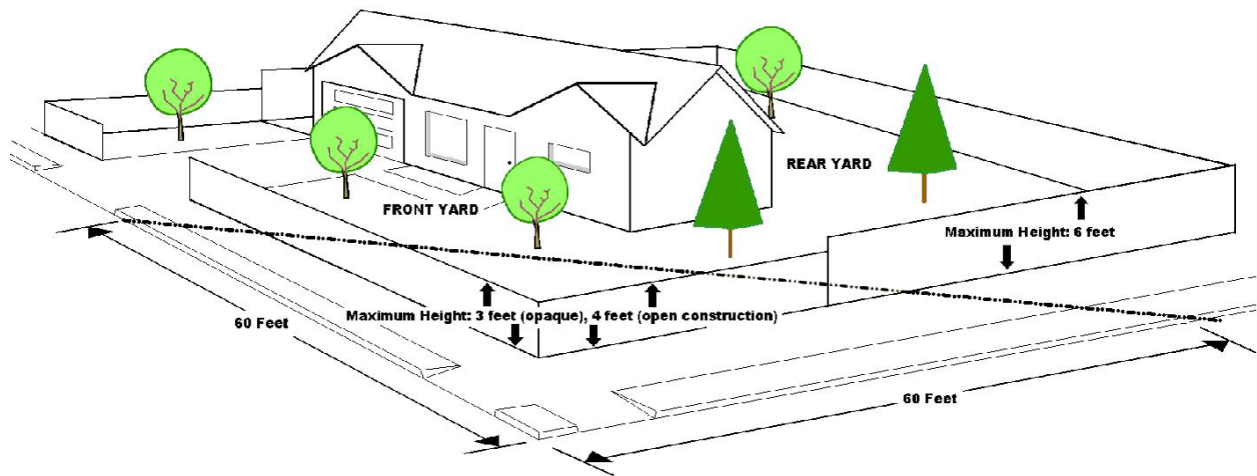 REAR YARD
FRONT YARD
Maximum Height: 6 feet
Maximum Height: 3 feet (opaque), 4 feet (open construction)
60 Feet
60 Feet